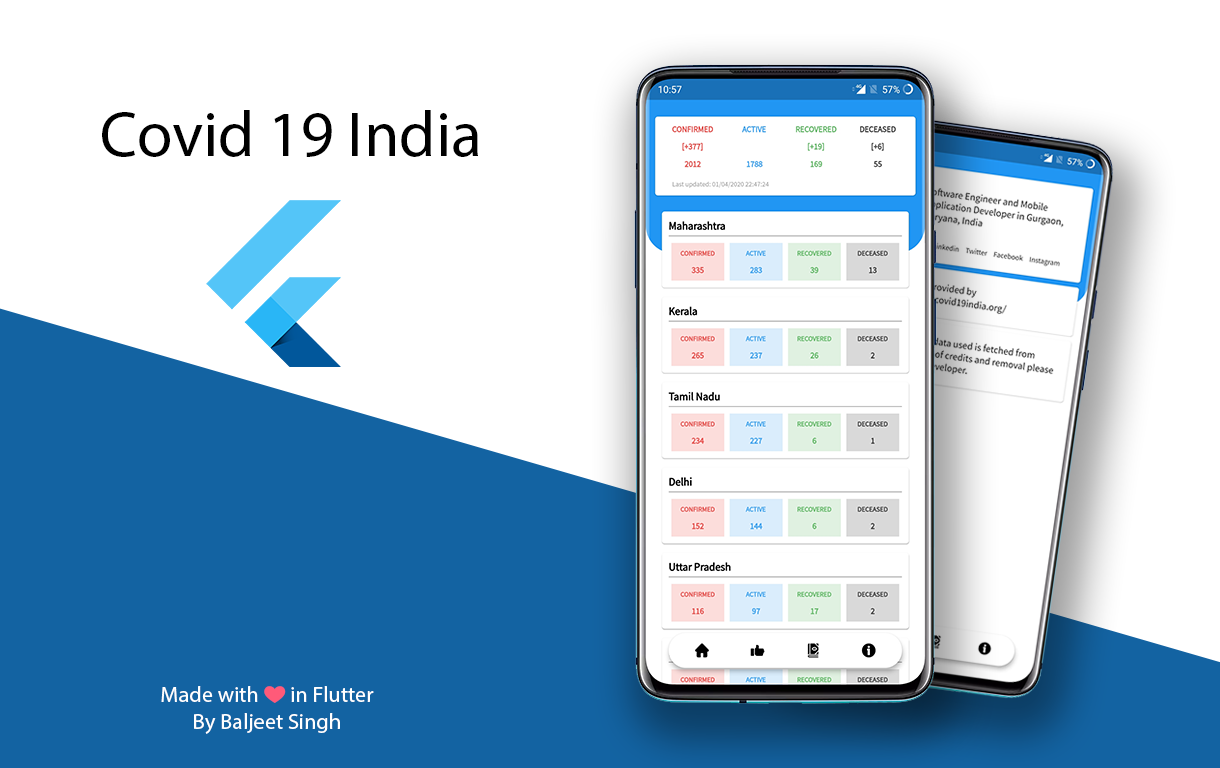 Covid 19 India
Made with in Flutter
By Baljeet Singh
10:57
57%
CONFIRMED ACTIVE RECOVERED DECEASED
[+377] [+19] [+6]
2012 1788 169 55
Last updated: 01/04/2020 22:47:24
Maharashtra
CONFIRMED ACTIVE RECOVERED DECEASED
335 283 39 13
Kerala
CONFIRMED ACTIVE RECOVERED DECEASED
265 237 26 2
Tamil Nadu
CONFIRMED ACTIVE RECOVERED DECEASED
234 227 6 1
Delhi
CONFIRMED ACTIVE RECOVERED DECEASED
152 144 6 2
Uttar Pradesh
CONFIRMED ACTIVE RECOVERED DECEASED
116 97 17 2
CONFIRMED ACTIVE RECOVERED DECEASED
57%
oftware Engineer and Mobile
plication Developer in Gurgaon,
ryana, India
inkedin Twitter Facebook Instagram
rovided by
covid19india.org/
data used is fetched from
of credits and removal please
veloper.